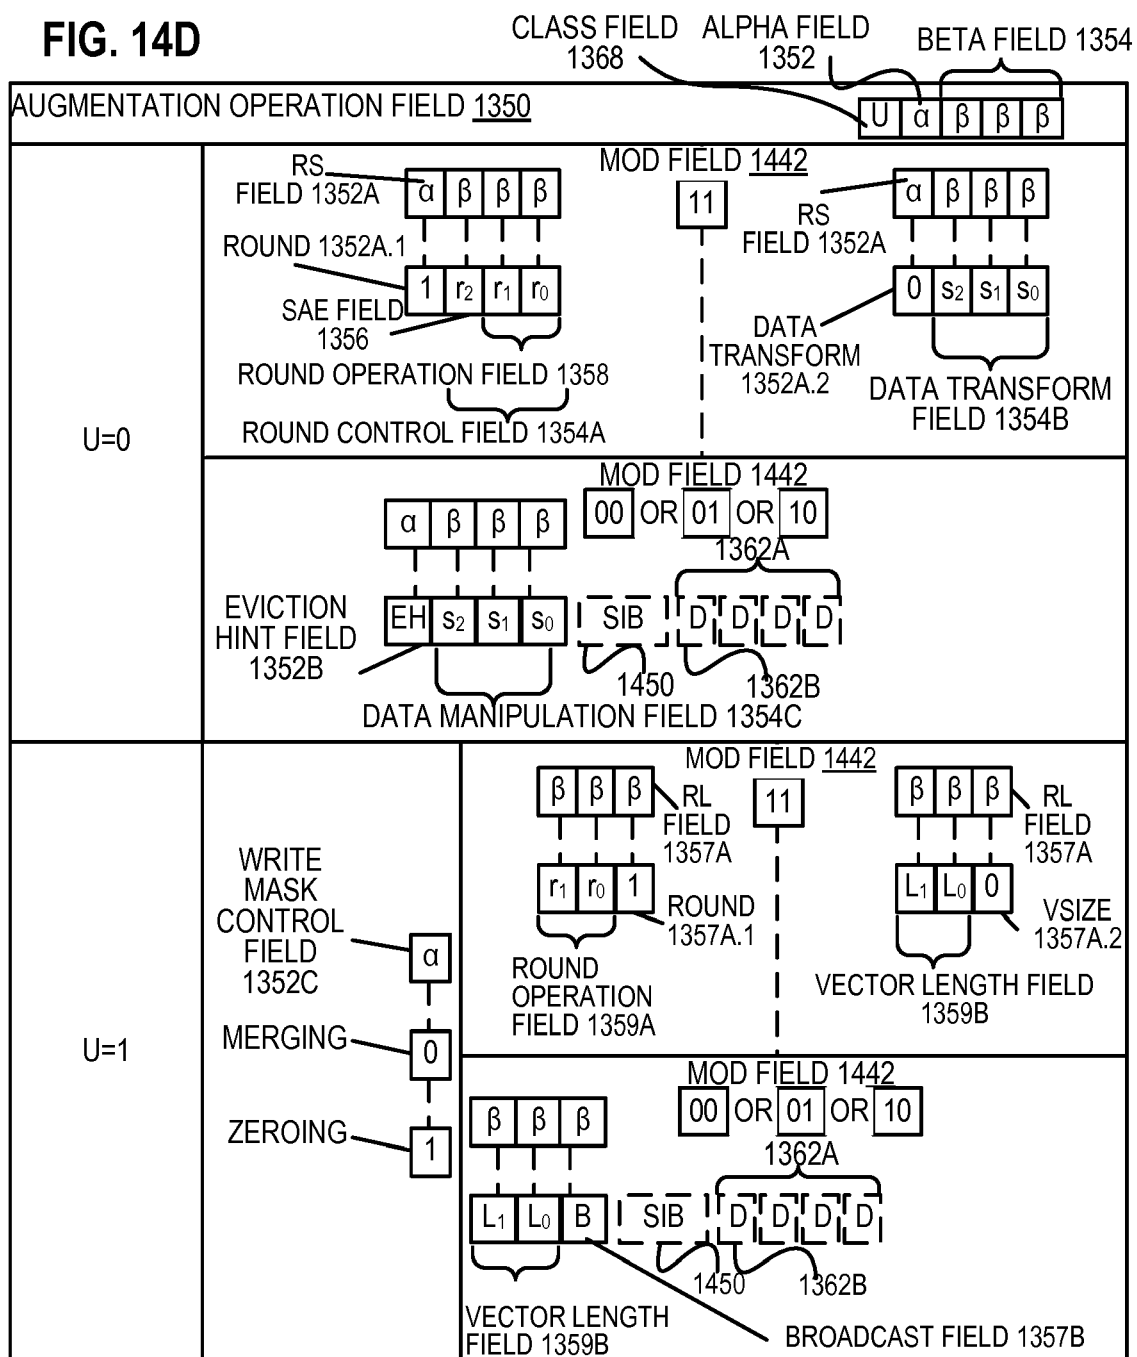 FIG. 14D
CLASS FIELD
1368
ALPHA FIELD
1352
BETA FIELD 1354
AUGMENTATION OPERATION FIELD 1350
U α β β β
U=0
RS
FIELD 1352A
α β β β
ROUND 1352A.1
1 r2 r1 r0
SAE FIELD
1356
ROUND OPERATION FIELD 1358
ROUND CONTROL FIELD 1354A
MOD FIELD 1442
11
α β β β
RS
FIELD 1352A
0 s2 s1 s0
DATA
TRANSFORM
1352A.2
DATA TRANSFORM
FIELD 1354B
MOD FIELD 1442
00 OR 01 OR 10
α β β β
1362A
EH s2 s1 s0
SIB
D D D D
EVICTION
HINT FIELD
1352B
1450
1362B
DATA MANIPULATION FIELD 1354C
U=1
WRITE
MASK
CONTROL
FIELD
1352C
α
MERGING
0
ZEROING
1
MOD FIELD 1442
11
β β β
RL
FIELD
1357A
r1 r0 1
ROUND
1357A.1
ROUND
OPERATION
FIELD 1359A
β β β
RL
FIELD
1357A
L1 L0 0
VSIZE
1357A.2
VECTOR LENGTH FIELD
1359B
MOD FIELD 1442
00 OR 01 OR 10
β β β
1362A
L1 L0 B
SIB
D D D D
1450
1362B
VECTOR LENGTH
FIELD 1359B
BROADCAST FIELD 1357B